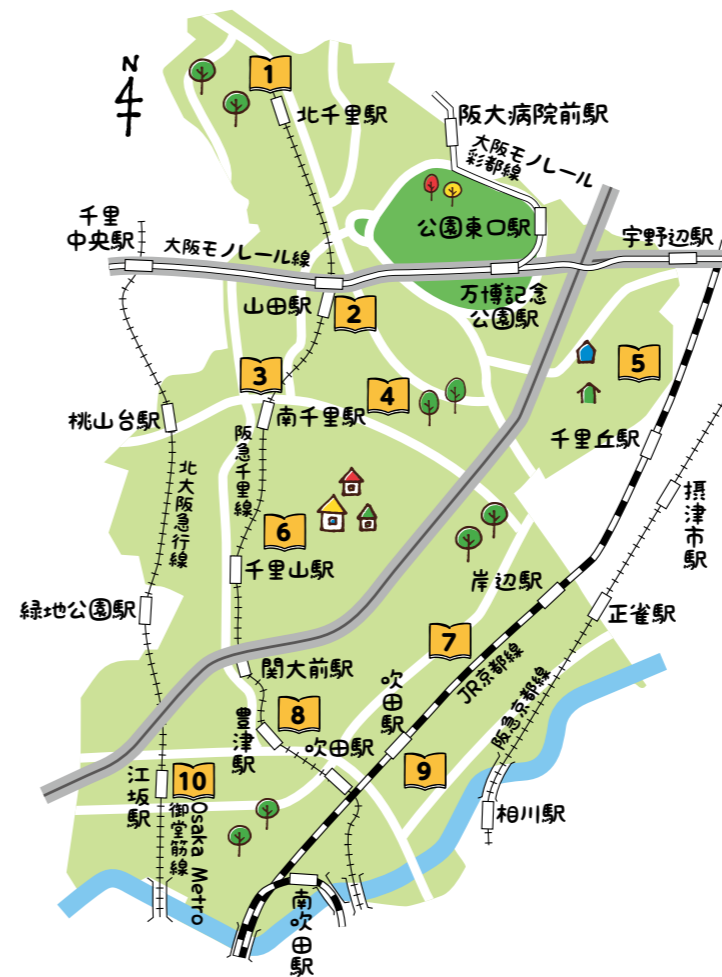 N
1
北千里駅
阪大病院前駅
大阪モノレール
彩都線
千里
中央駅
大阪モノレール線
公園東口駅
宇野辺駅
山田駅
2
万博記念
公園駅
3
4
5
桃山台駅
南千里駅
千里丘駅
阪急千里線
北大阪急行線
摂津市駅
6
千里山駅
岸辺駅
緑地公園駅
正雀駅
7
関大前駅
JR京都線
吹田駅
阪急京都線
8
豊津駅
吹田駅
9
江坂駅
10
Osaka Metro
御堂筋線
相川駅
南吹田駅